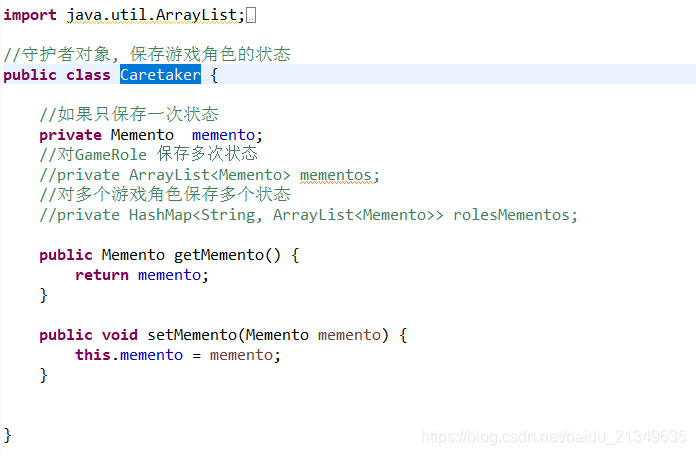 import java.util.ArrayList;
//守护者对象, 保存游戏角色的状态
public class Caretaker {
//如果只保存一次状态
private Memento  memento;
//对GameRole 保存多次状态
//private ArrayList<Memento> mementos;
//对多个游戏角色保存多个状态
//private HashMap<String, ArrayList<Memento>> rolesMementos;
public Memento getMemento() {
return memento;
}
public void setMemento(Memento memento) {
this.memento = memento;
}
}
https://blog.csdn.net/baidu_21349635